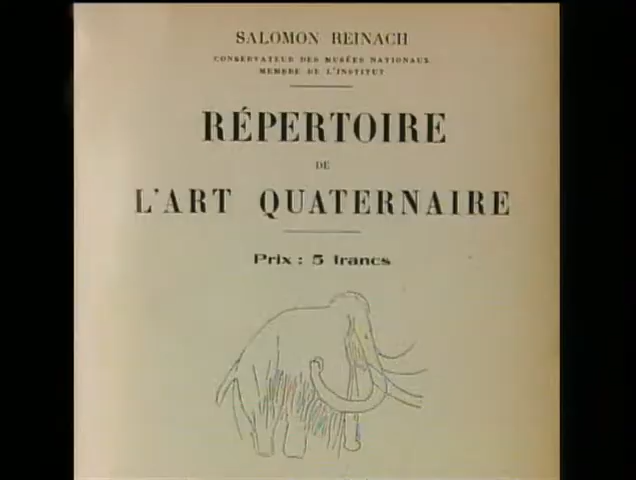 SALOMON REINACH
CONSERVATEUR DES MUSÉES NATIONAUX
MEMBRE DE L'INSTITUT
RÉPERTOIRE
DE
L'ART QUATERNAIRE
Prix : 5 francs